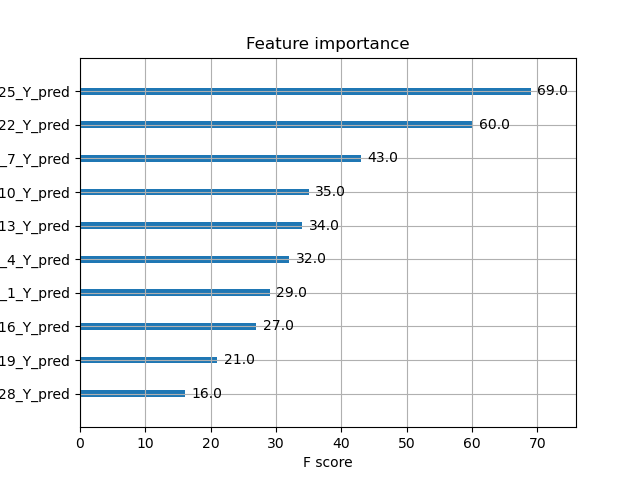 Feature importance
25_Y_pred 69.0
22_Y_pred 60.0
_7_Y_pred 43.0
10_Y_pred 35.0
13_Y_pred 34.0
_4_Y_pred 32.0
_1_Y_pred 29.0
16_Y_pred 27.0
19_Y_pred 21.0
28_Y_pred 16.0
0 10 20 30 40 50 60 70
F score